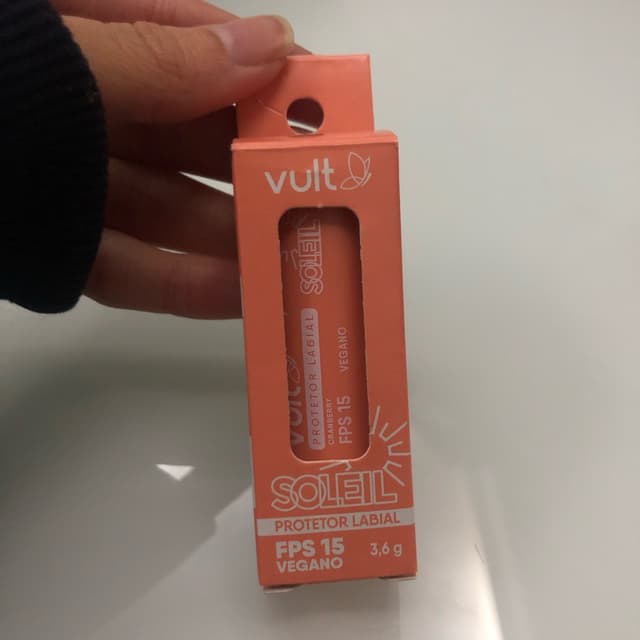 vult
SOLEIL
vult
PROTETOR LABIAL
CRANBERRY
FPS 15
VEGANO
SOLEIL
PROTETOR LABIAL
FPS 15
VEGANO
3,6 g